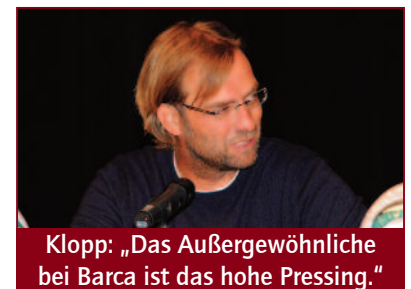 Klopp: „Das Außergewöhnliche
bei Barca ist das hohe Pressing.“